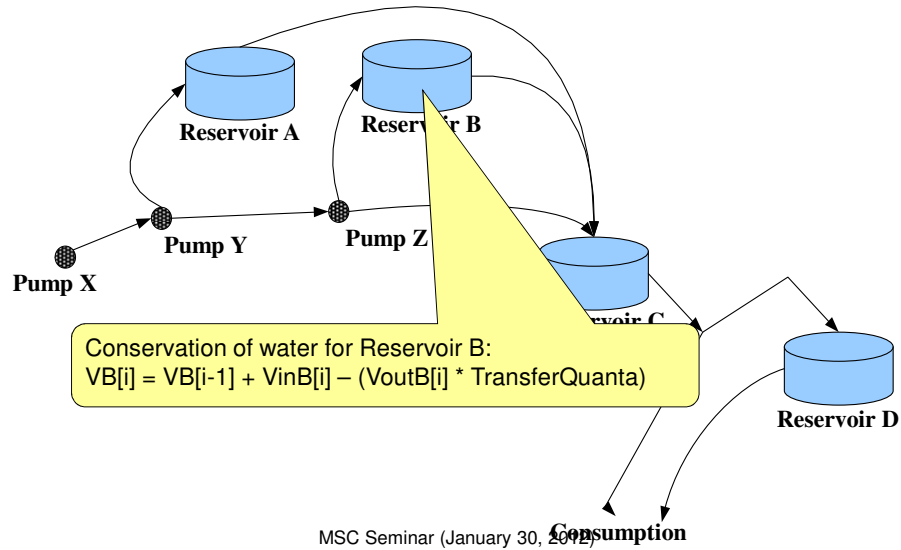 Reservoir A
Reservoir B
Pump Y
Pump Z
Pump X
Reservoir C
Conservation of water for Reservoir B:
VB[i] = VB[i-1] + VinB[i] – (VoutB[i] * TransferQuanta)
Reservoir D
Consumption
MSC Seminar (January 30, 2012)